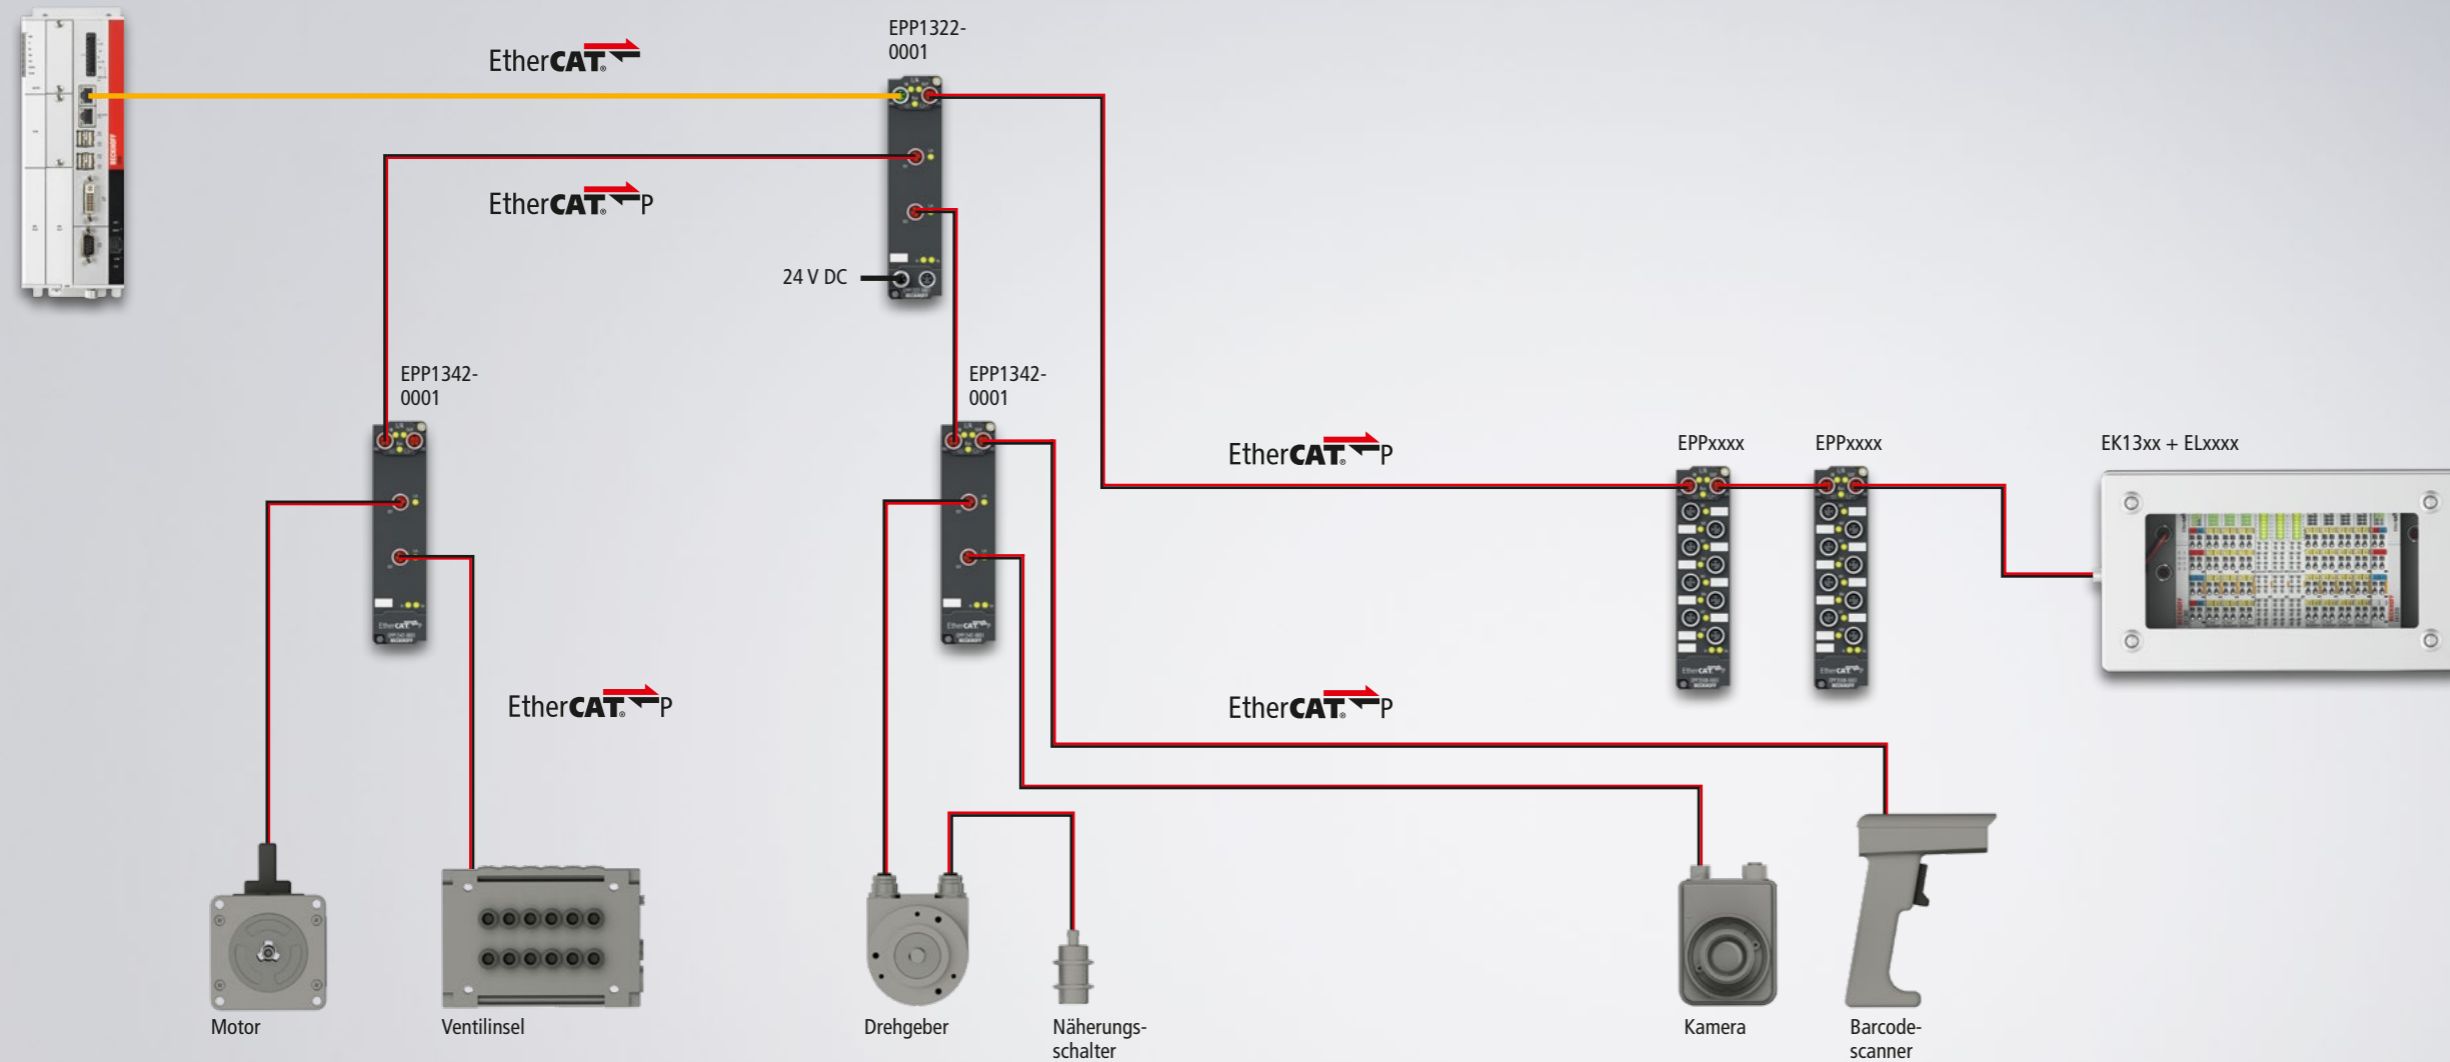 EPP1322-
0001
EtherCAT®
BECKHOFF
EtherCAT®P
24 V DC
EPP1342-
0001
EPP1342-
0001
EtherCAT®P
EPPxxxx
EPPxxxx
EK13xx + ELxxxx
EtherCAT®P
EtherCAT®P
Motor
Ventilinsel
Drehgeber
Näherungs-
schalter
Kamera
Barcode-
scanner